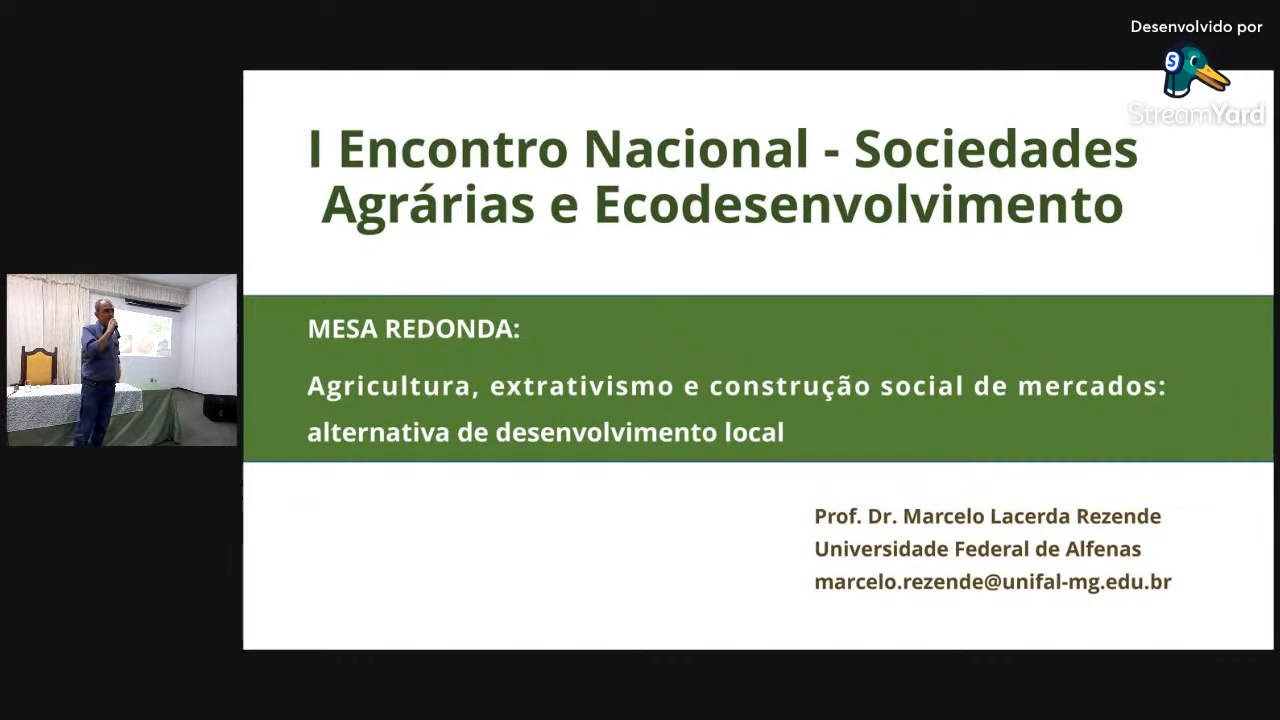 Desenvolvido por
StreamYard
I Encontro Nacional - Sociedades
Agrárias e Ecodesenvolvimento
MESA REDONDA:
Agricultura, extrativismo e construção social de mercados:
alternativa de desenvolvimento local
Prof. Dr. Marcelo Lacerda Rezende
Universidade Federal de Alfenas
marcelo.rezende@unifal-mg.edu.br